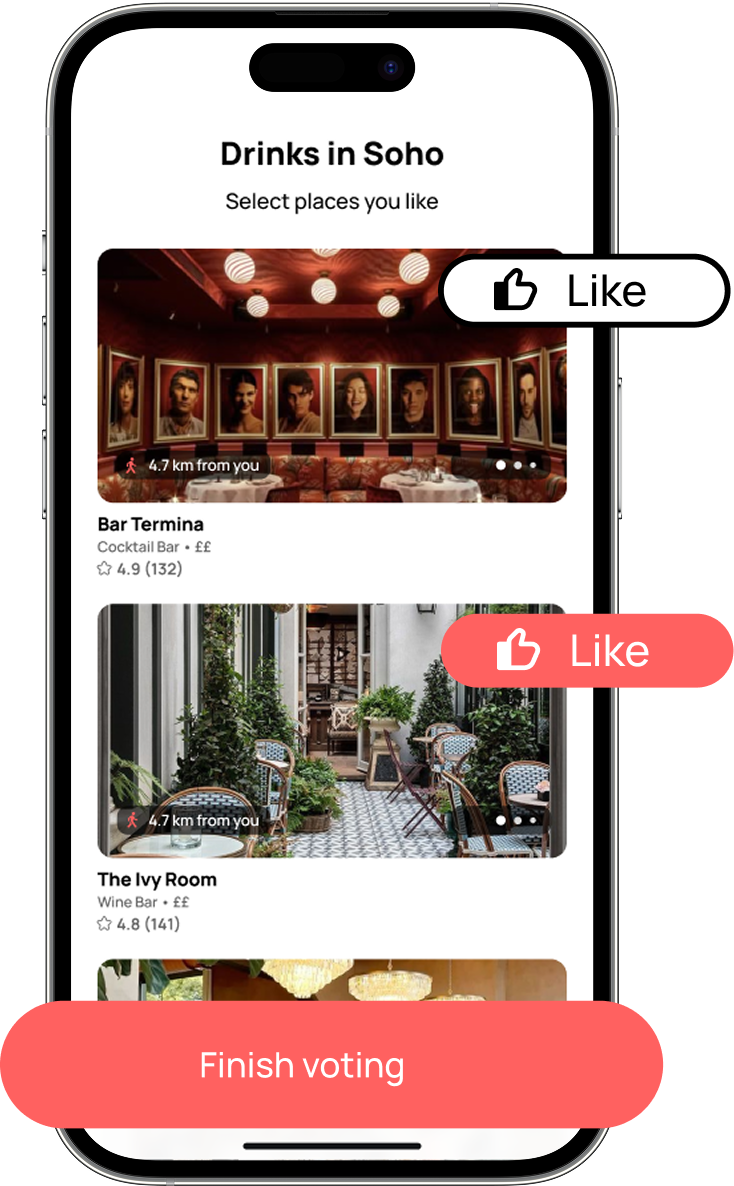 Drinks in Soho
Select places you like
Like
4.7 km from you
Bar Termina
Cocktail Bar • ££
4.9 (132)
Like
4.7 km from you
The Ivy Room
Wine Bar • ££
4.8 (141)
Finish voting